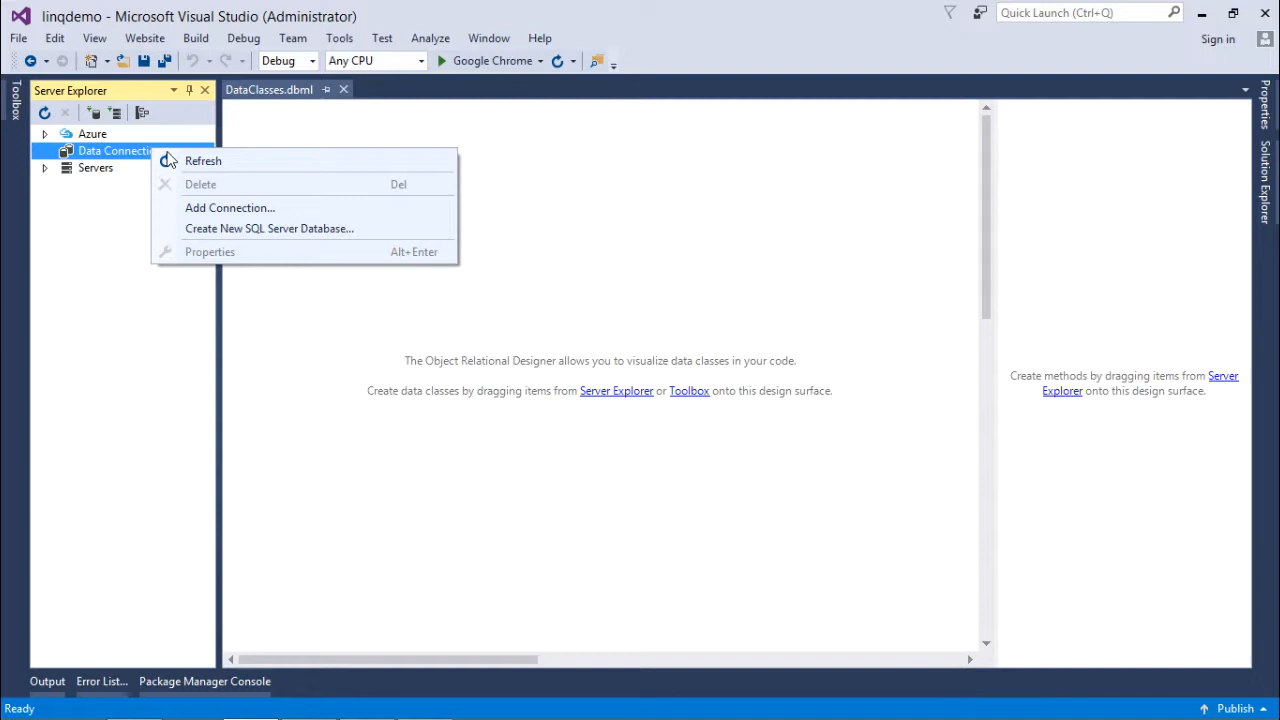 linqdemo - Microsoft Visual Studio (Administrator)
Quick Launch (Ctrl+Q)
File Edit View Website Build Debug Team Tools Test Analyze Window Help
Sign in
Debug Any CPU Google Chrome
Toolbox
Server Explorer
DataClasses.dbml
Azure
Data Connecti
Servers
Refresh
Delete Del
Add Connection...
Create New SQL Server Database...
Properties Alt+Enter
The Object Relational Designer allows you to visualize data classes in your code.
Create data classes by dragging items from Server Explorer or Toolbox onto this design surface.
Create methods by dragging items from Server
Explorer onto this design surface.
Properties
Solution Explorer
Output Error List... Package Manager Console
Ready
Publish